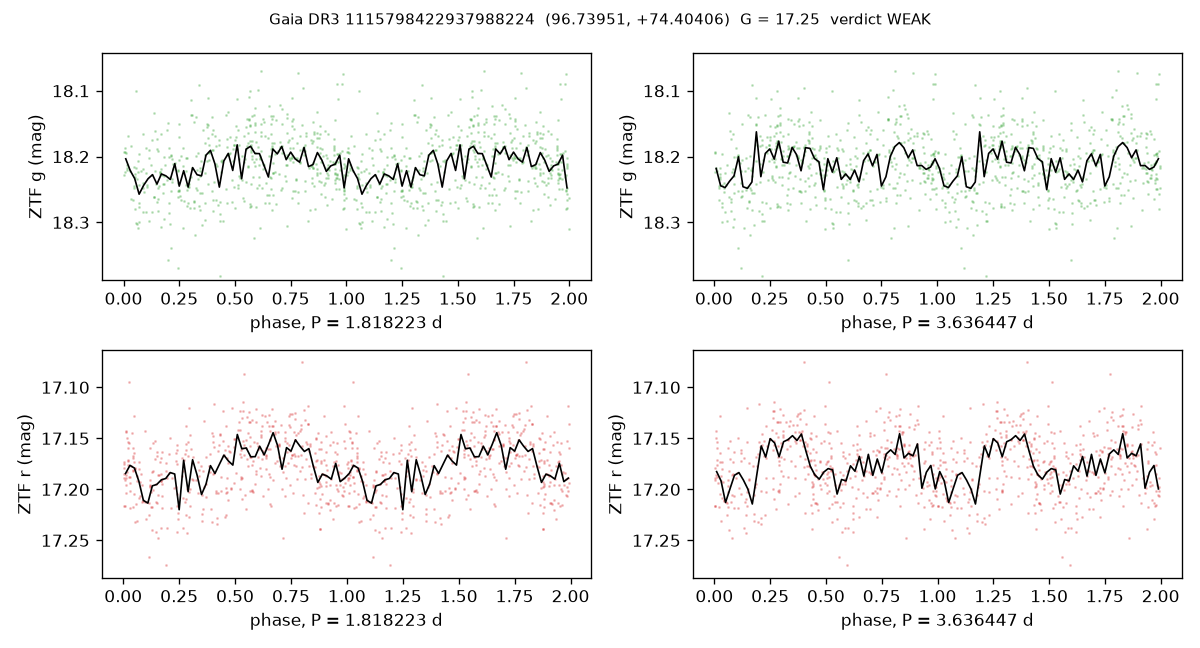 Gaia DR3 1115798422937988224 (96.73951, +74.40406) G = 17.25 verdict WEAK
ZTF g (mag)
18.1
18.2
18.3
0.00 0.25 0.50 0.75 1.00 1.25 1.50 1.75 2.00
phase, P = 1.818223 d
ZTF g (mag)
18.1
18.2
18.3
0.00 0.25 0.50 0.75 1.00 1.25 1.50 1.75 2.00
phase, P = 3.636447 d
ZTF r (mag)
17.10
17.15
17.20
17.25
0.00 0.25 0.50 0.75 1.00 1.25 1.50 1.75 2.00
phase, P = 1.818223 d
ZTF r (mag)
17.10
17.15
17.20
17.25
0.00 0.25 0.50 0.75 1.00 1.25 1.50 1.75 2.00
phase, P = 3.636447 d